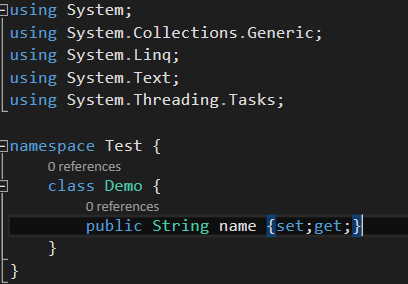 using System;
using System.Collections.Generic;
using System.Linq;
using System.Text;
using System.Threading.Tasks;
namespace Test {
0 references
class Demo {
0 references
public String name {set;get;}
}
}